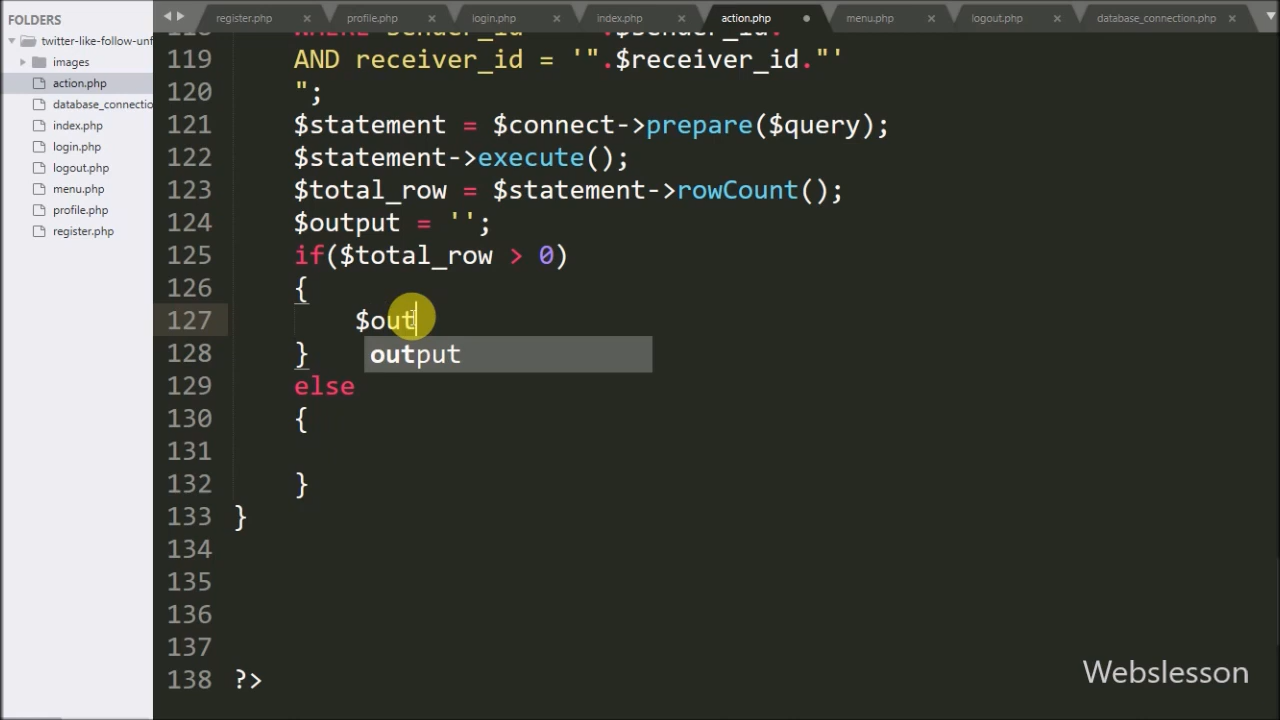 FOLDERS
twitter-like-follow-unf
images
action.php
database_connectio
index.php
login.php
logout.php
menu.php
profile.php
register.php
register.php × profile.php × login.php × index.php × action.php menu.php × logout.php × database_connection.php ×
119 AND receiver_id = '".$receiver_id."'
120 ";
121 $statement = $connect->prepare($query);
122 $statement->execute();
123 $total_row = $statement->rowCount();
124 $output = '';
125 if($total_row > 0)
126 {
127 $out
128 }
output
129 else
130 {
131
132 }
133 }
134
135
136
137
138 ?>
Webslesson